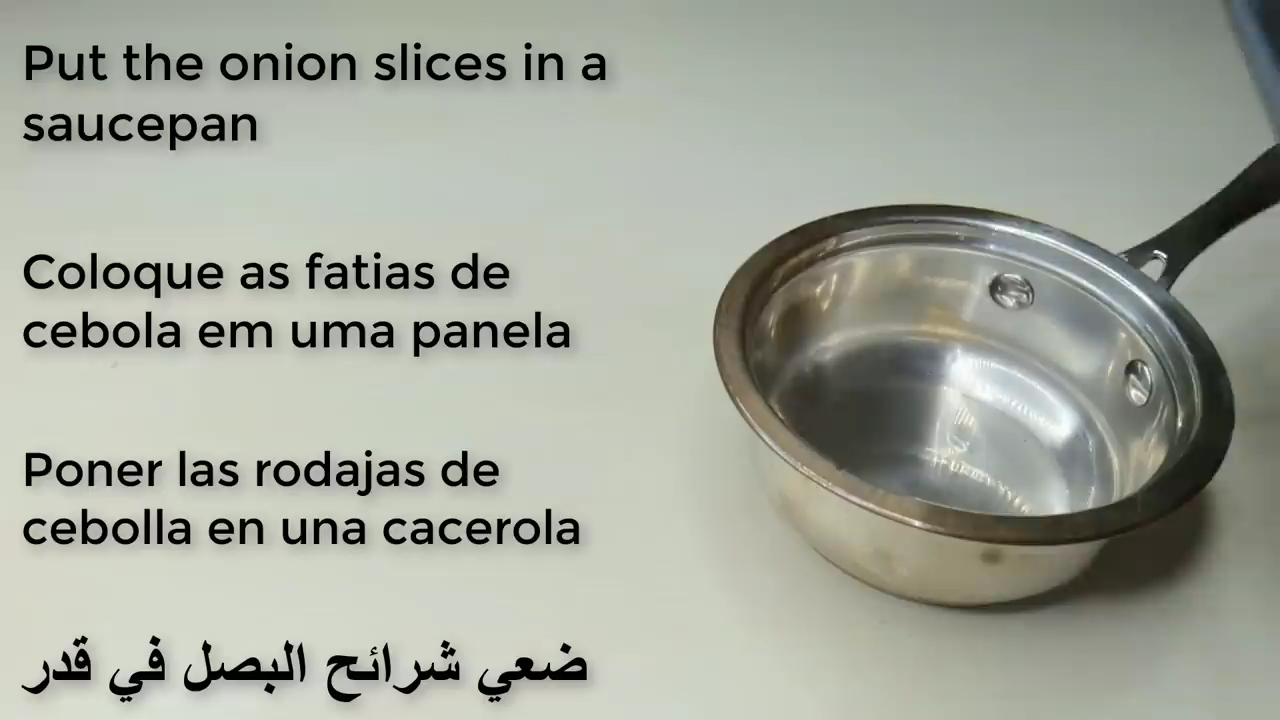 Put the onion slices in a
saucepan
Coloque as fatias de
cebola em uma panela
Poner las rodajas de
cebolla en una cacerola
ضعي شرائح البصل في قدر